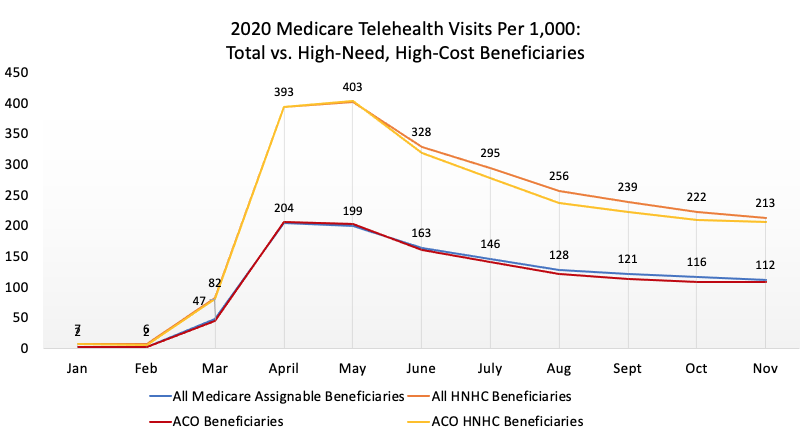 2020 Medicare Telehealth Visits Per 1,000:
Total vs. High-Need, High-Cost Beneficiaries
450
400
350
300
250
200
150
100
50
0
7 6 82 393 403 328 295 256 239 222 213
2 2 47 204 199 163 146 128 121 116 112
Jan Feb Mar April May June July Aug Sept Oct Nov
All Medicare Assignable Beneficiaries All HNHC Beneficiaries
ACO Beneficiaries ACO HNHC Beneficiaries